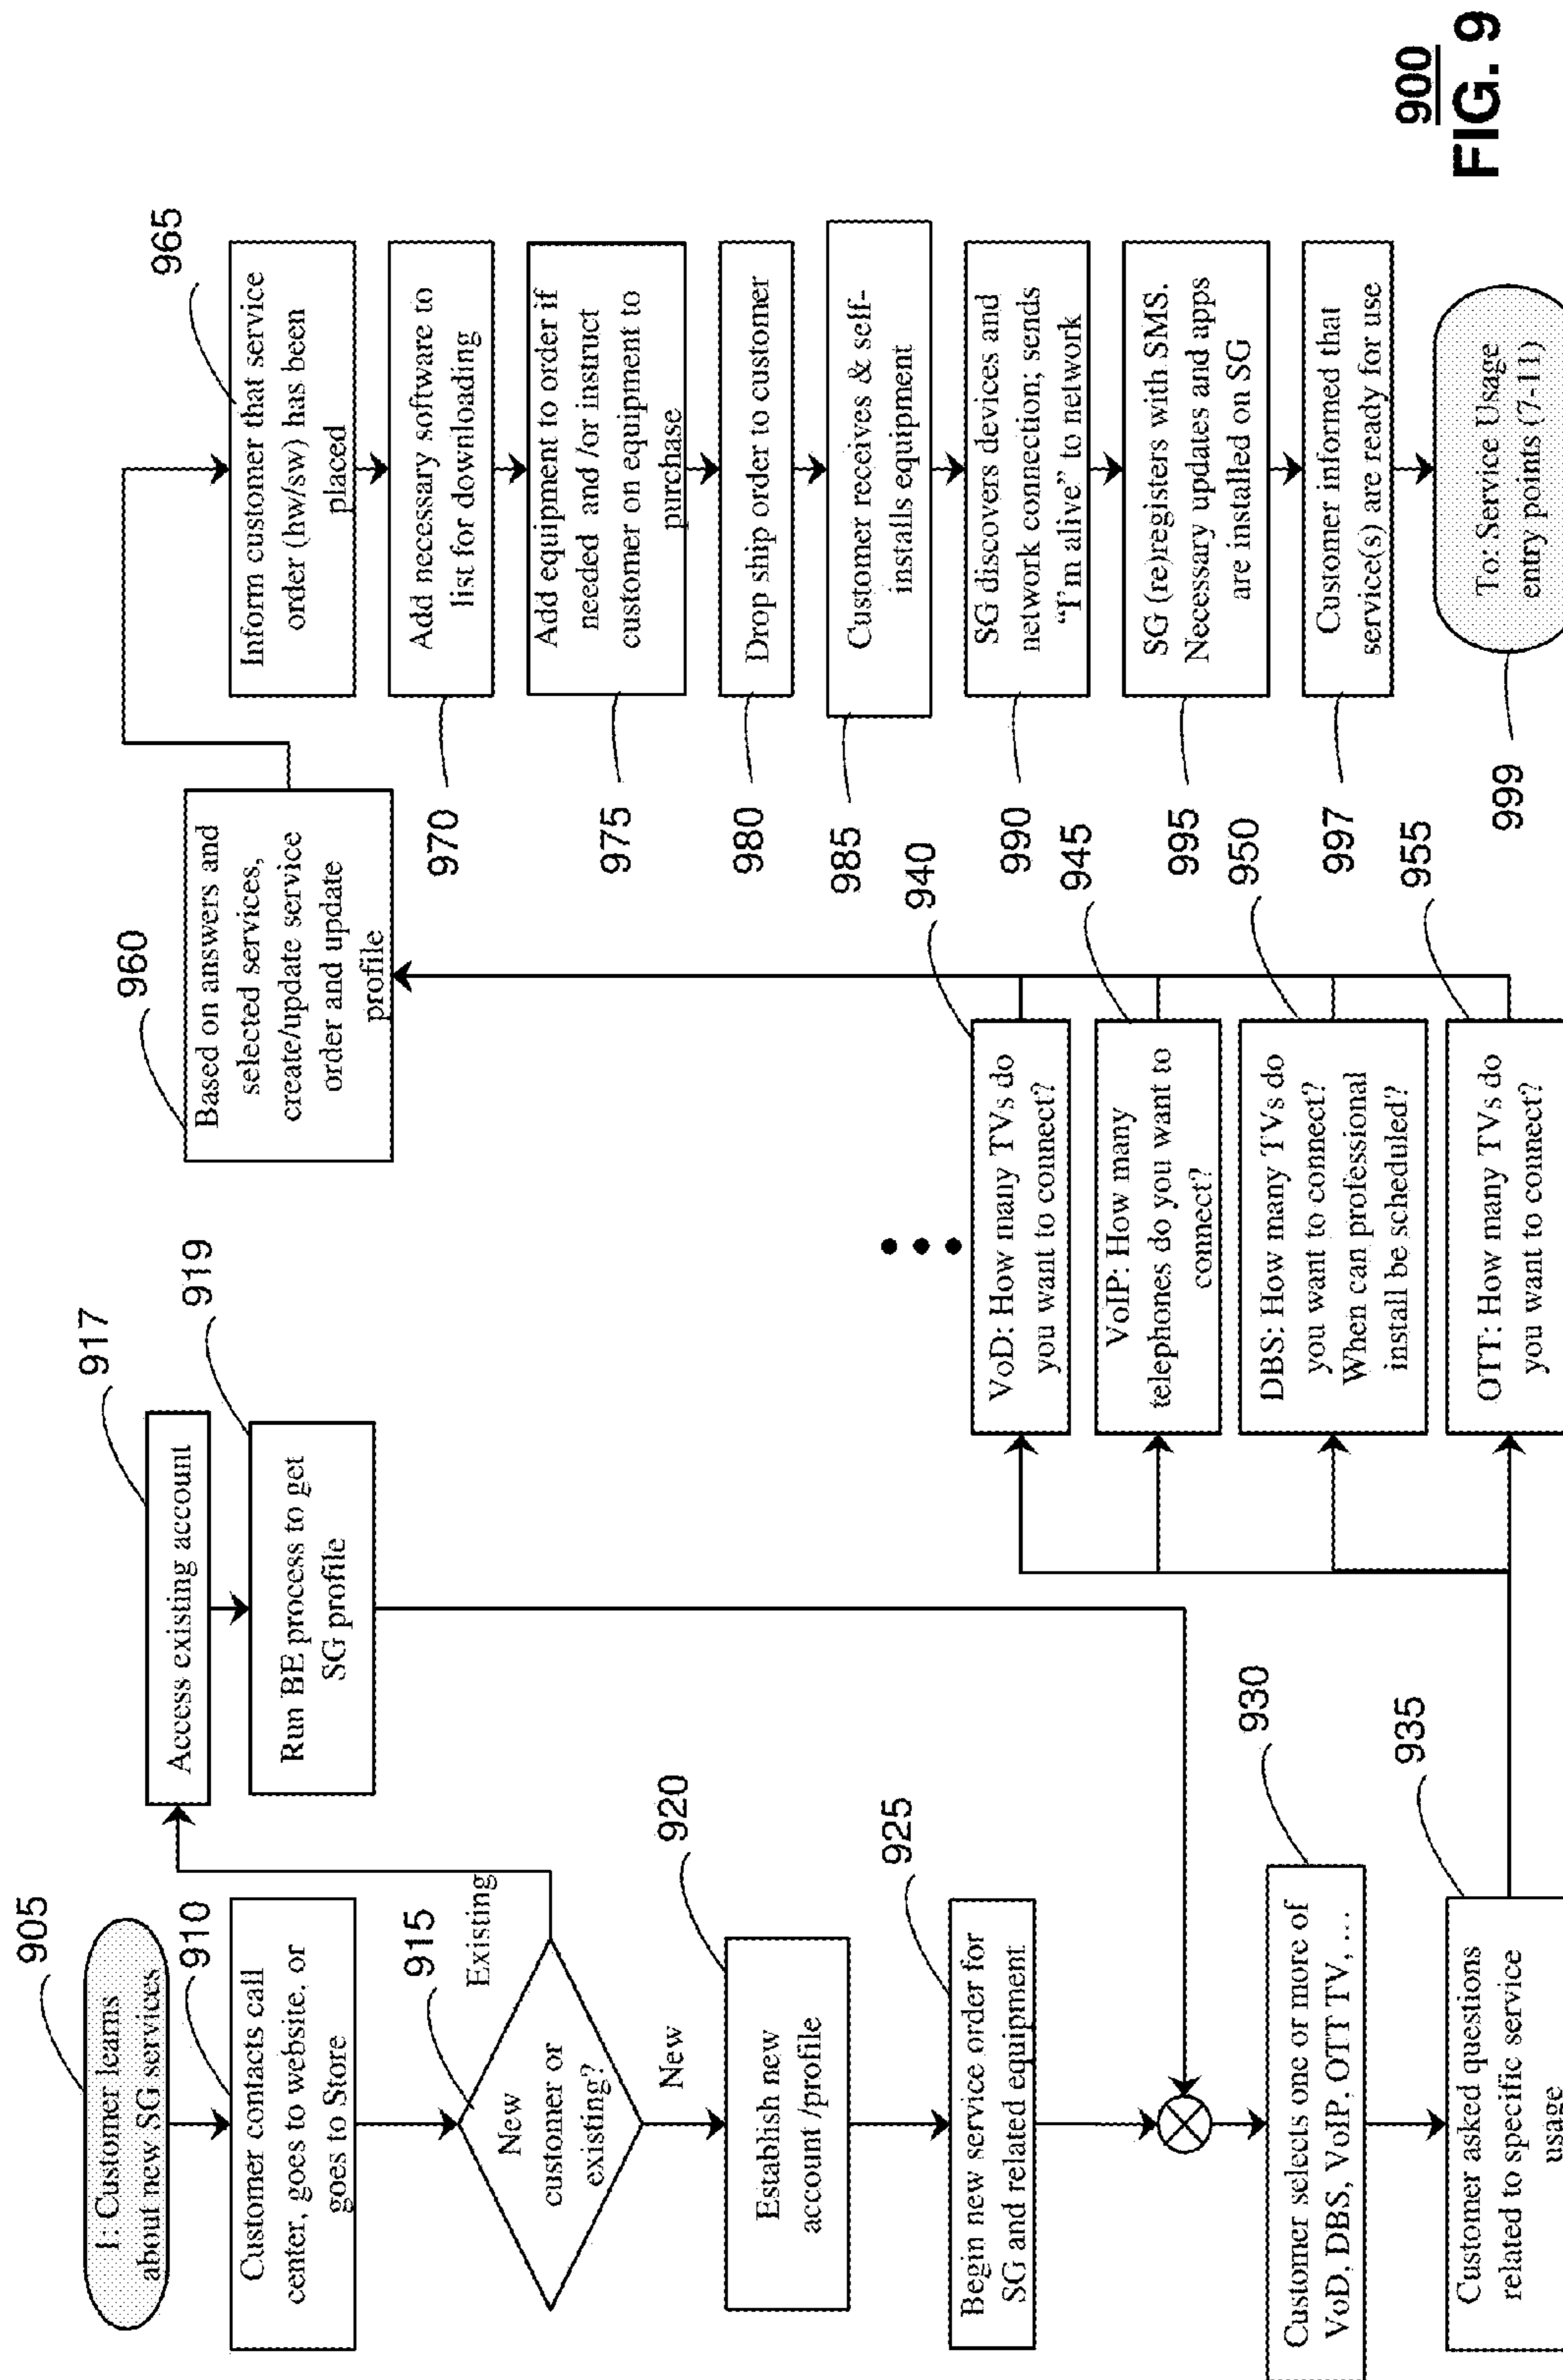 905
1: Customer learns
about new SG services
910
Customer contacts call
center, goes to website, or
goes to Store
915
New
customer or
existing?
Existing
New
917
Access existing account
919
Run BE process to get
SG profile
920
Establish new
account /profile
925
Begin new service order for
SG and related equipment
930
Customer selects one or more of
VoD, DBS, VoIP, OTT TV, ...
935
Customer asked questions
related to specific service
usage
940
VoD: How many TVs do
you want to connect?
945
VoIP: How many
telephones do you want to
connect?
950
DBS: How many TVs do
you want to connect?
When can professional
install be scheduled?
955
OTT: How many TVs do
you want to connect?
960
Based on answers and
selected services,
create/update service
order and update
profile
965
Inform customer that service
order (hw/sw) has been
placed
970
Add necessary software to
list for downloading
975
Add equipment to order if
needed and /or instruct
customer on equipment to
purchase
980
Drop ship order to customer
985
Customer receives & self-
installs equipment
990
SG discovers devices and
network connection; sends
“I’m alive” to network
995
SG (re)registers with SMS.
Necessary updates and apps
are installed on SG
997
Customer informed that
service(s) are ready for use
999
To: Service Usage
entry points (7-11)
900
FIG. 9